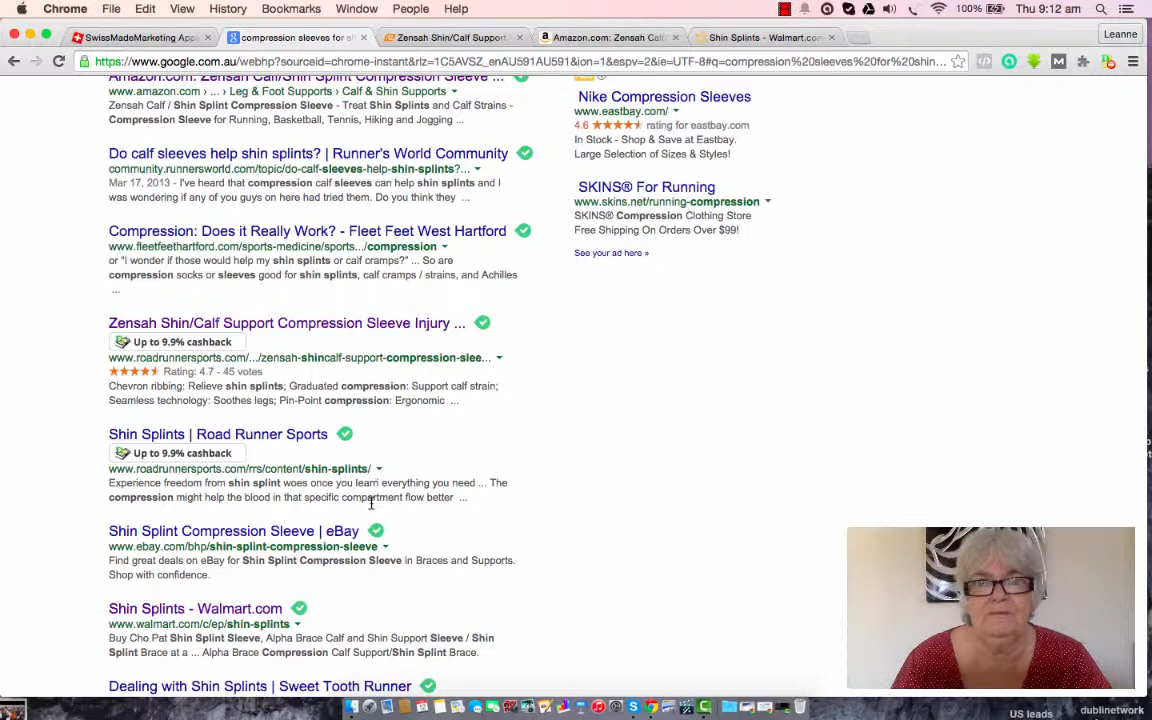 Chrome File Edit View History Bookmarks Window People Help 100% Thu 9:12 am
SwissMadeMarketing Appe compression sleeves for s Zensah Shin/Calf Support Amazon.com: Zensah Calf Shin Splints - Walmart.com Leanne
https://www.google.com.au/webhp?sourceid=chrome-instant&rlz=1C5AVSZ_enAU591AU591&ion=1&espv=2&ie=UTF-8#q=compression%20sleeves%20for%20shin...
Amazon.com: Zensah Calf/Shin Splint Compression Sleeve ...
www.amazon.com › ... › Leg & Foot Supports › Calf & Shin Supports
Zensah Calf / Shin Splint Compression Sleeve - Treat Shin Splints and Calf Strains -
Compression Sleeve for Running, Basketball, Tennis, Hiking and Jogging ...
Do calf sleeves help shin splints? | Runner's World Community
community.runnersworld.com/topic/do-calf-sleeves-help-shin-splints?...
Mar 17, 2013 - I've heard that compression calf sleeves can help shin splints and I
was wondering if any of you guys on here had tried them. Do you think they ...
Compression: Does it Really Work? - Fleet Feet West Hartford
www.fleetfeethartford.com/sports-medicine/sports.../compression
or "I wonder if those would help my shin splints or calf cramps?" ... So are
compression socks or sleeves good for shin splints, calf cramps / strains, and Achilles
...
Zensah Shin/Calf Support Compression Sleeve Injury ...
Up to 9.9% cashback
www.roadrunnersports.com/.../zensah-shincalf-support-compression-slee...
Rating: 4.7 - 45 votes
Chevron ribbing: Relieve shin splints; Graduated compression: Support calf strain;
Seamless technology: Soothes legs; Pin-Point compression: Ergonomic ...
Shin Splints | Road Runner Sports
Up to 9.9% cashback
www.roadrunnersports.com/rrs/content/shin-splints/
Experience freedom from shin splint woes once you learn everything you need ... The
compression might help the blood in that specific compartment flow better ...
Shin Splint Compression Sleeve | eBay
www.ebay.com/bhp/shin-splint-compression-sleeve
Find great deals on eBay for Shin Splint Compression Sleeve in Braces and Supports.
Shop with confidence.
Shin Splints - Walmart.com
www.walmart.com/c/ep/shin-splints
Buy Cho Pat Shin Splint Sleeve, Alpha Brace Calf and Shin Support Sleeve / Shin
Splint Brace at a ... Alpha Brace Compression Calf Support/Shin Splint Brace.
Dealing with Shin Splints | Sweet Tooth Runner
Nike Compression Sleeves
www.eastbay.com/
4.6 rating for eastbay.com
In Stock - Shop & Save at Eastbay.
Large Selection of Sizes & Styles!
SKINS® For Running
www.skins.net/running-compression
SKINS® Compression Clothing Store
Free Shipping On Orders Over $99!
See your ad here »
US leads
dublinetwork